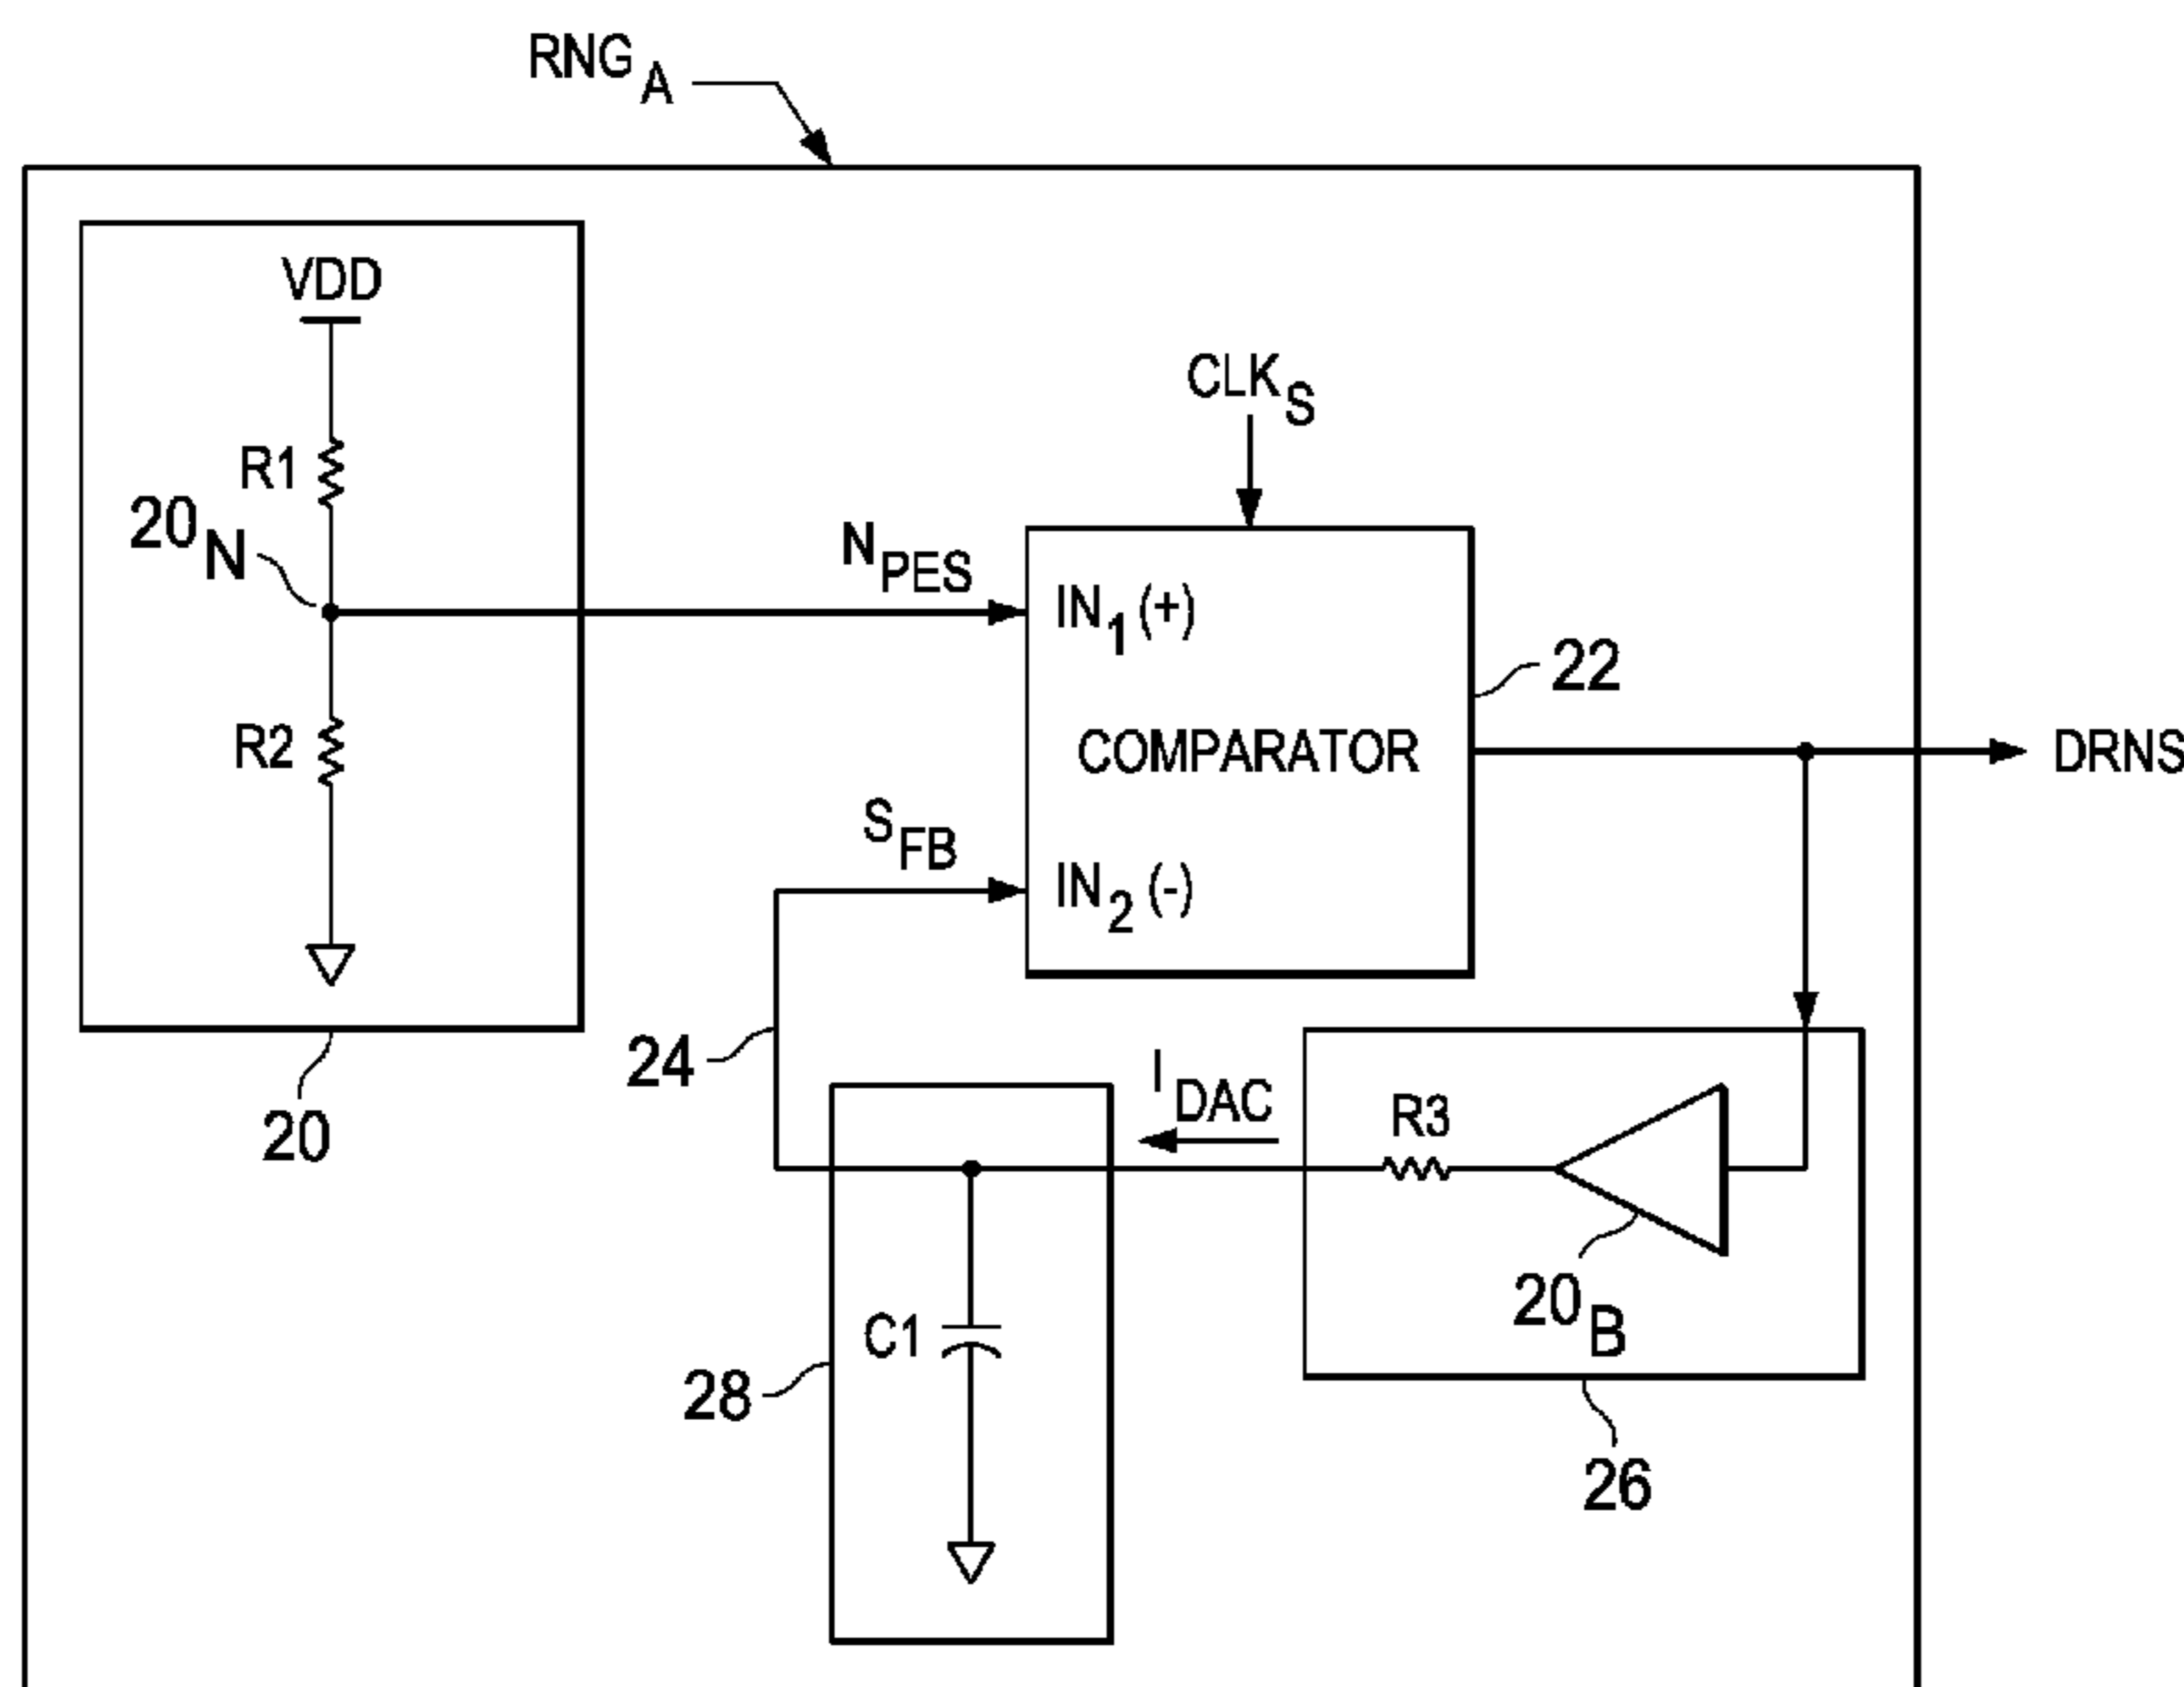 RNG A
VDD
CLK S
R1
20 N
N PES
IN 1 (+)
22
R2
COMPARATOR
DRNS
S FB
IN 2 (-)
24
I DAC
R3
20
20 B
C1
28
26